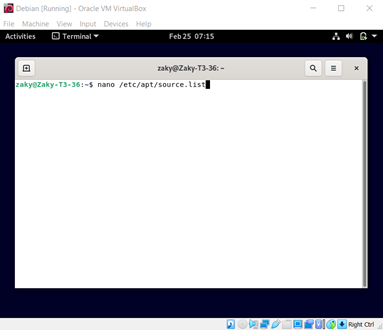 Debian [Running] - Oracle VM VirtualBox
File Machine View Input Devices Help
Activities Terminal Feb 25 07:15
zaky@Zaky-T3-36: ~
zaky@Zaky-T3-36:~$ nano /etc/apt/source.list
Right Ctrl